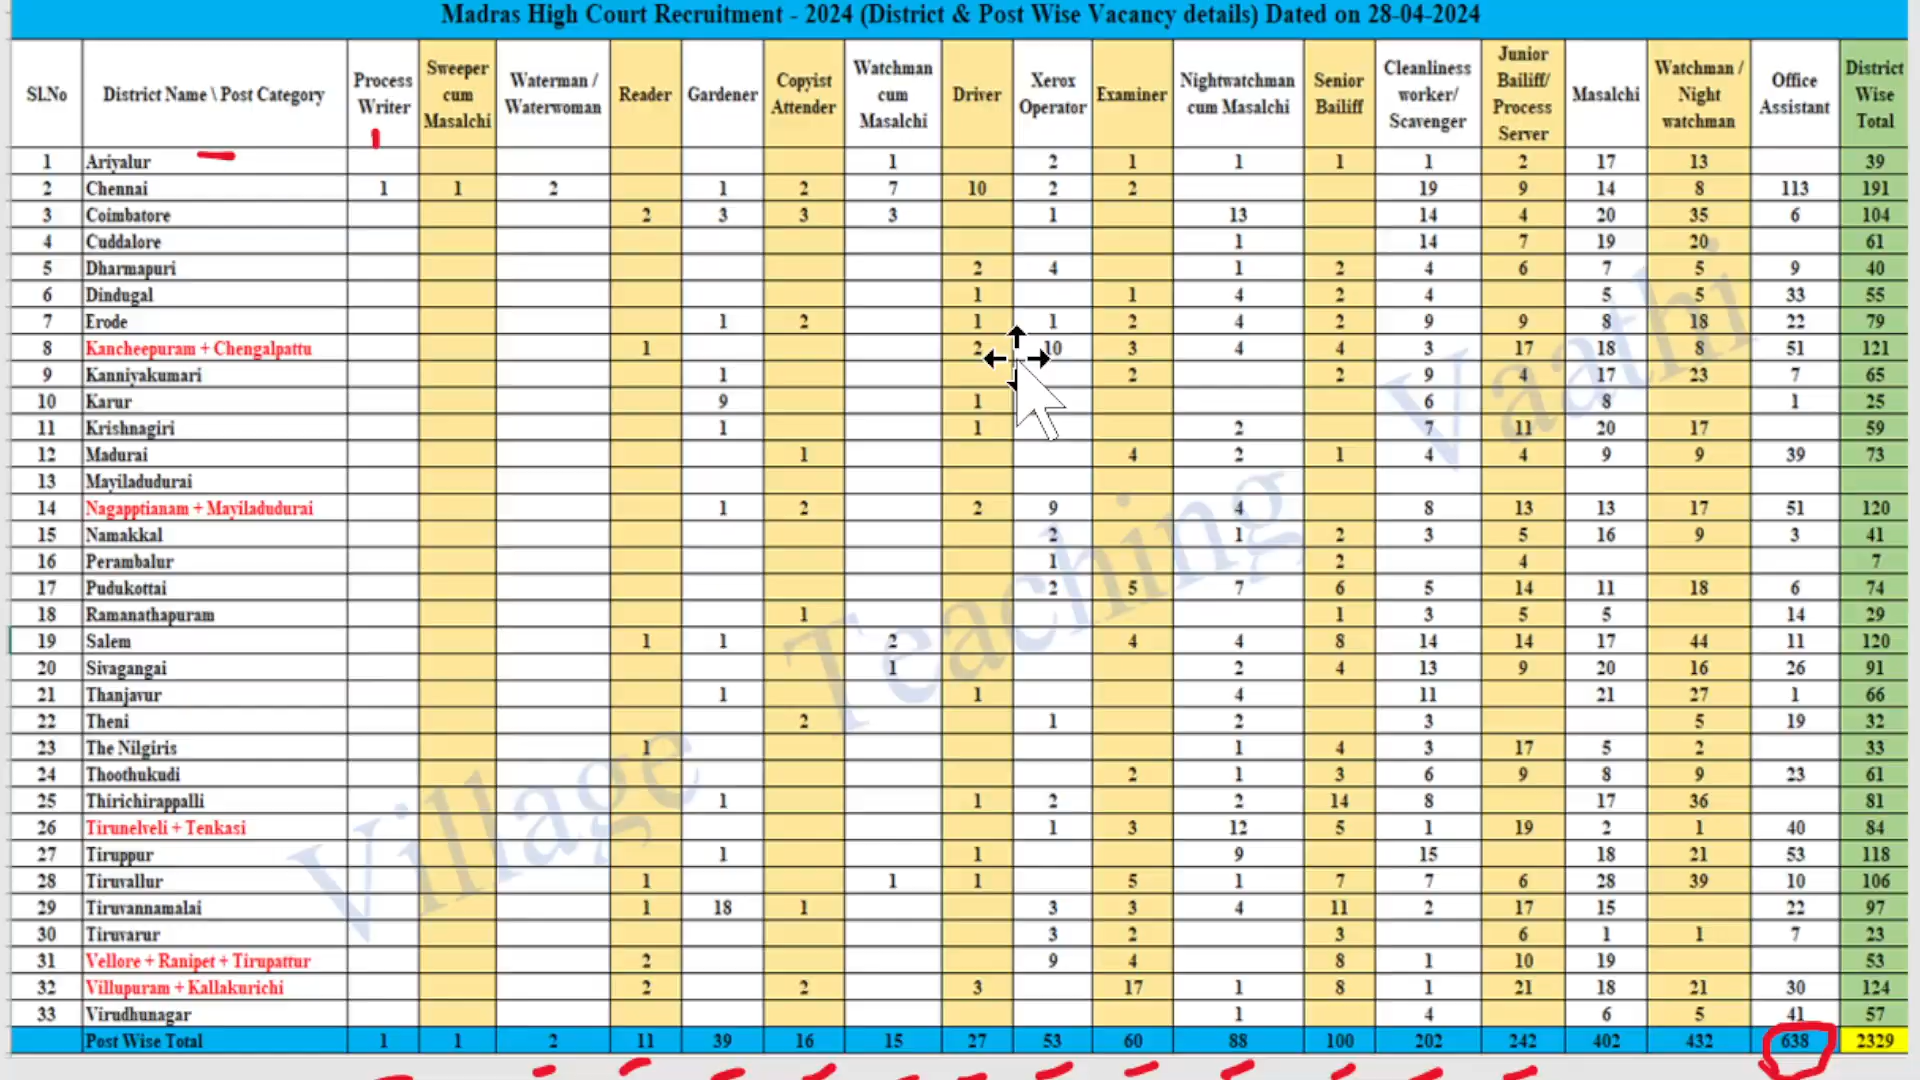 Madras High Court Recruitment - 2024 (District & Post Wise Vacancy details) Dated on 28-04-2024
Sl.No District Name \ Post Category Process Writer Sweeper cum Masalchi Waterman / Waterwoman Reader Gardener Copyist Attender Watchman cum Masalchi Driver Xerox Operator Examiner Nightwatchman cum Masalchi Senior Bailiff Cleanliness worker/ Scavenger Junior Bailiff/ Process Server Masalchi Watchman / Night watchman Office Assistant District Wise Total
1 Ariyalur 1 2 1 1 1 1 2 17 13 39
2 Chennai 1 1 2 1 2 7 10 2 2 19 9 14 8 113 191
3 Coimbatore 2 3 3 3 1 13 14 4 20 35 6 104
4 Cuddalore 1 14 7 19 20 61
5 Dharmapuri 2 4 1 2 4 6 7 5 9 40
6 Dindugal 1 1 4 2 4 5 5 33 55
7 Erode 1 2 1 1 2 4 2 9 9 8 18 22 79
8 Kancheepuram + Chengalpattu 1 2 10 3 4 4 3 17 18 8 51 121
9 Kanniyakumari 1 2 2 9 4 17 23 7 65
10 Karur 9 1 6 8 1 25
11 Krishnagiri 1 1 2 7 11 20 17 59
12 Madurai 1 4 2 1 4 4 9 9 39 73
13 Mayiladudurai
14 Nagapptianam + Mayiladudurai 1 2 2 9 4 8 13 13 17 51 120
15 Namakkal 2 1 2 3 5 16 9 3 41
16 Perambalur 1 2 4 7
17 Pudukottai 2 5 7 6 5 14 11 18 6 74
18 Ramanathapuram 1 1 3 5 5 14 29
19 Salem 1 1 2 4 4 8 14 14 17 44 11 120
20 Sivagangai 1 2 4 13 9 20 16 26 91
21 Thanjavur 1 1 4 11 21 27 1 66
22 Theni 2 1 2 3 5 19 32
23 The Nilgiris 1 1 4 3 17 5 2 33
24 Thoothukudi 2 1 3 6 9 8 9 23 61
25 Thirichirappalli 1 1 2 2 14 8 17 36 81
26 Tirunelveli + Tenkasi 1 3 12 5 1 19 2 1 40 84
27 Tiruppur 1 1 9 15 18 21 53 118
28 Tiruvallur 1 1 1 5 1 7 7 6 28 39 10 106
29 Tiruvannamalai 1 18 1 3 3 4 11 2 17 15 22 97
30 Tiruvarur 3 2 3 6 1 1 7 23
31 Vellore + Ranipet + Tirupattur 2 9 4 8 1 10 19 53
32 Villupuram + Kallakurichi 2 2 3 17 1 8 1 21 18 21 30 124
33 Virudhunagar 1 4 6 5 41 57
Post Wise Total 1 1 2 11 39 16 15 27 53 60 88 100 202 242 402 432 638 2329
Village Teaching Vaathi